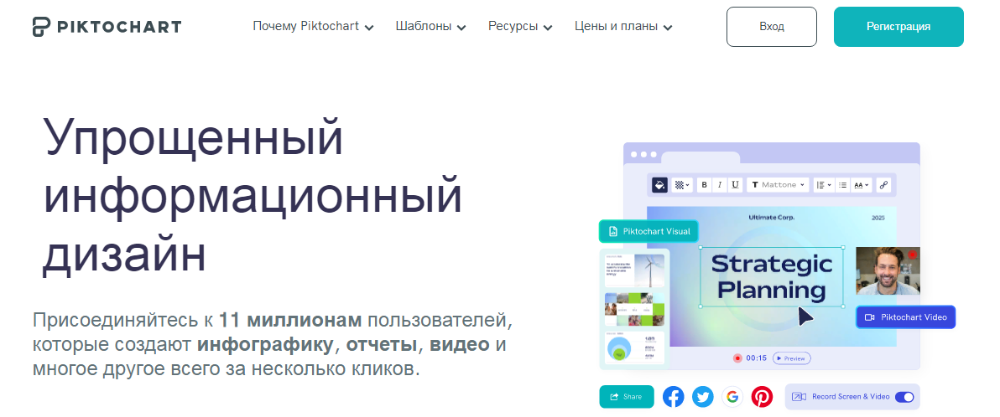 PIKTOCHART
Почему Piktochart
Шаблоны
Ресурсы
Цены и планы
Вход
Регистрация
Упрощенный
информационный
дизайн
Присоединяйтесь к 11 миллионам пользователей,
которые создают инфографику, отчеты, видео и
многое другое всего за несколько кликов.
B I U T Mattone AA
Ultimate Corp.
2025
Piktochart Visual
Strategic
Planning
Piktochart Video
00:15
Preview
Share
Record Screen & Video